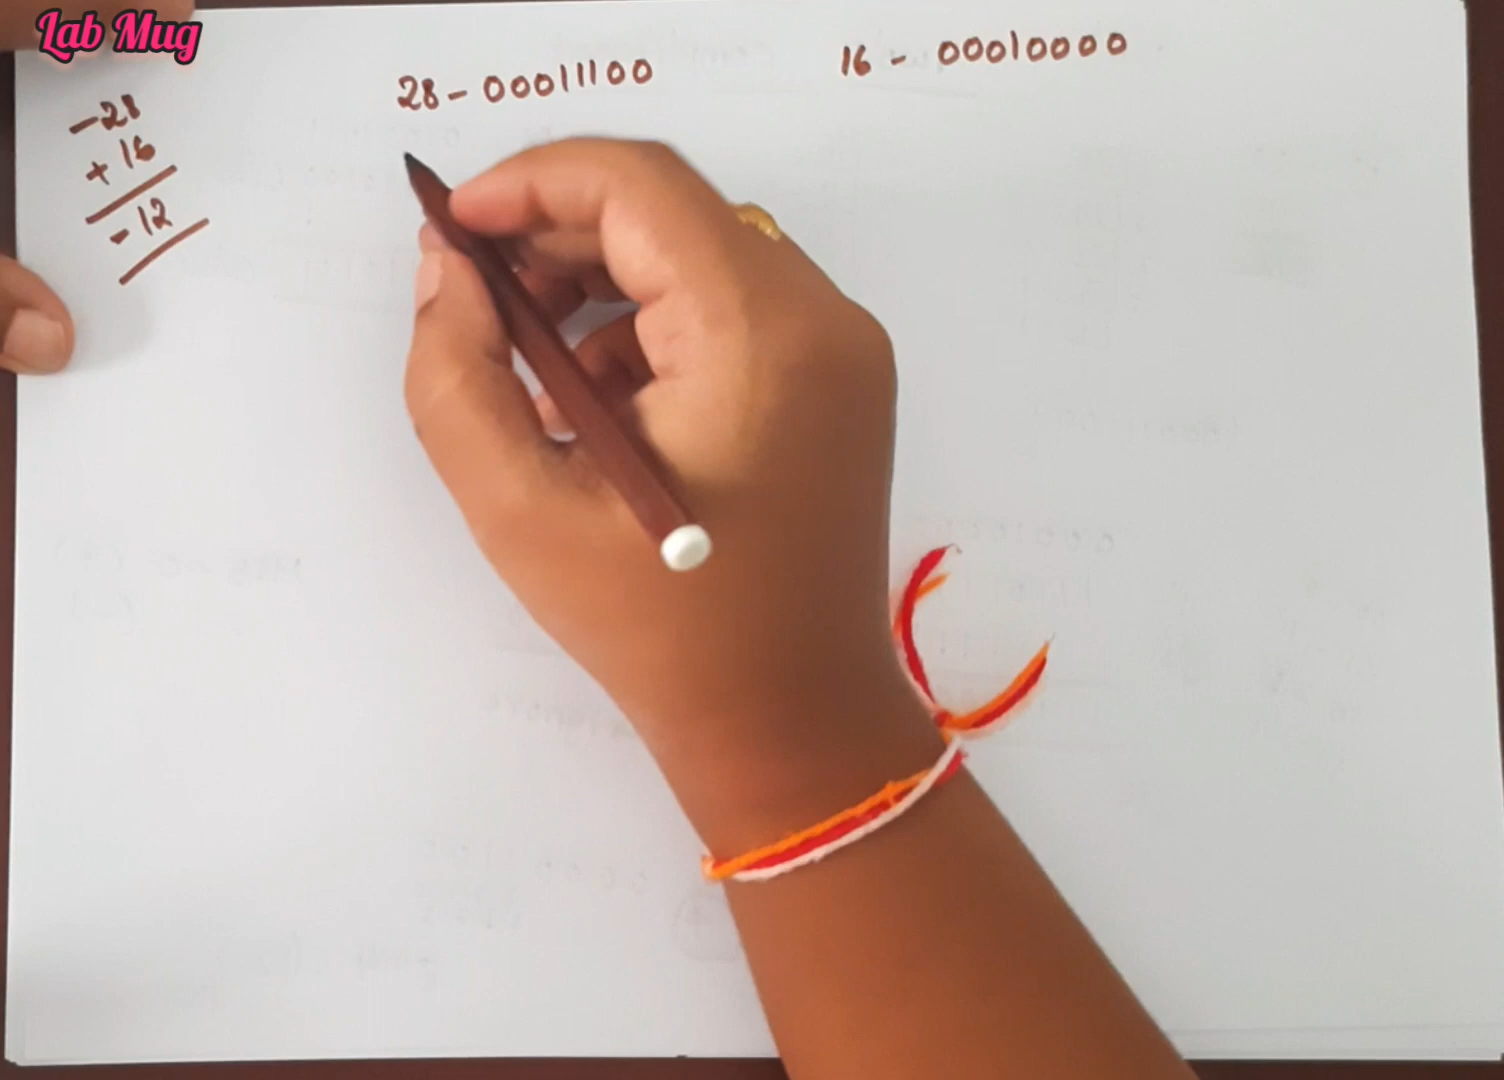 Lab Mug
28 - 00011100
16 - 00010000
-28
+ 16
-12